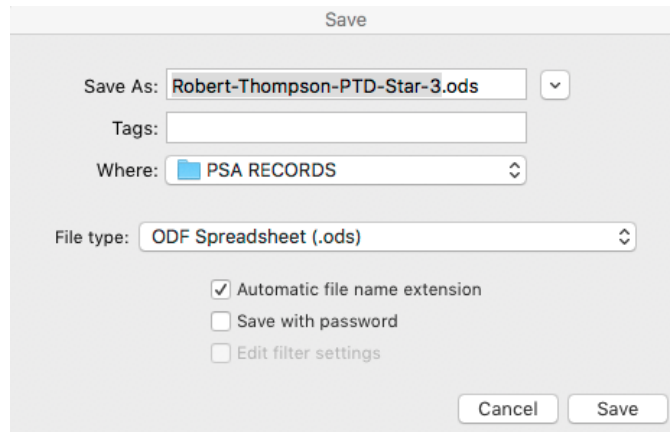 Save
Save As: Robert-Thompson-PTD-Star-3.ods
Tags:
Where: PSA RECORDS
File type: ODF Spreadsheet (.ods)
Automatic file name extension
Save with password
Edit filter settings
Cancel Save